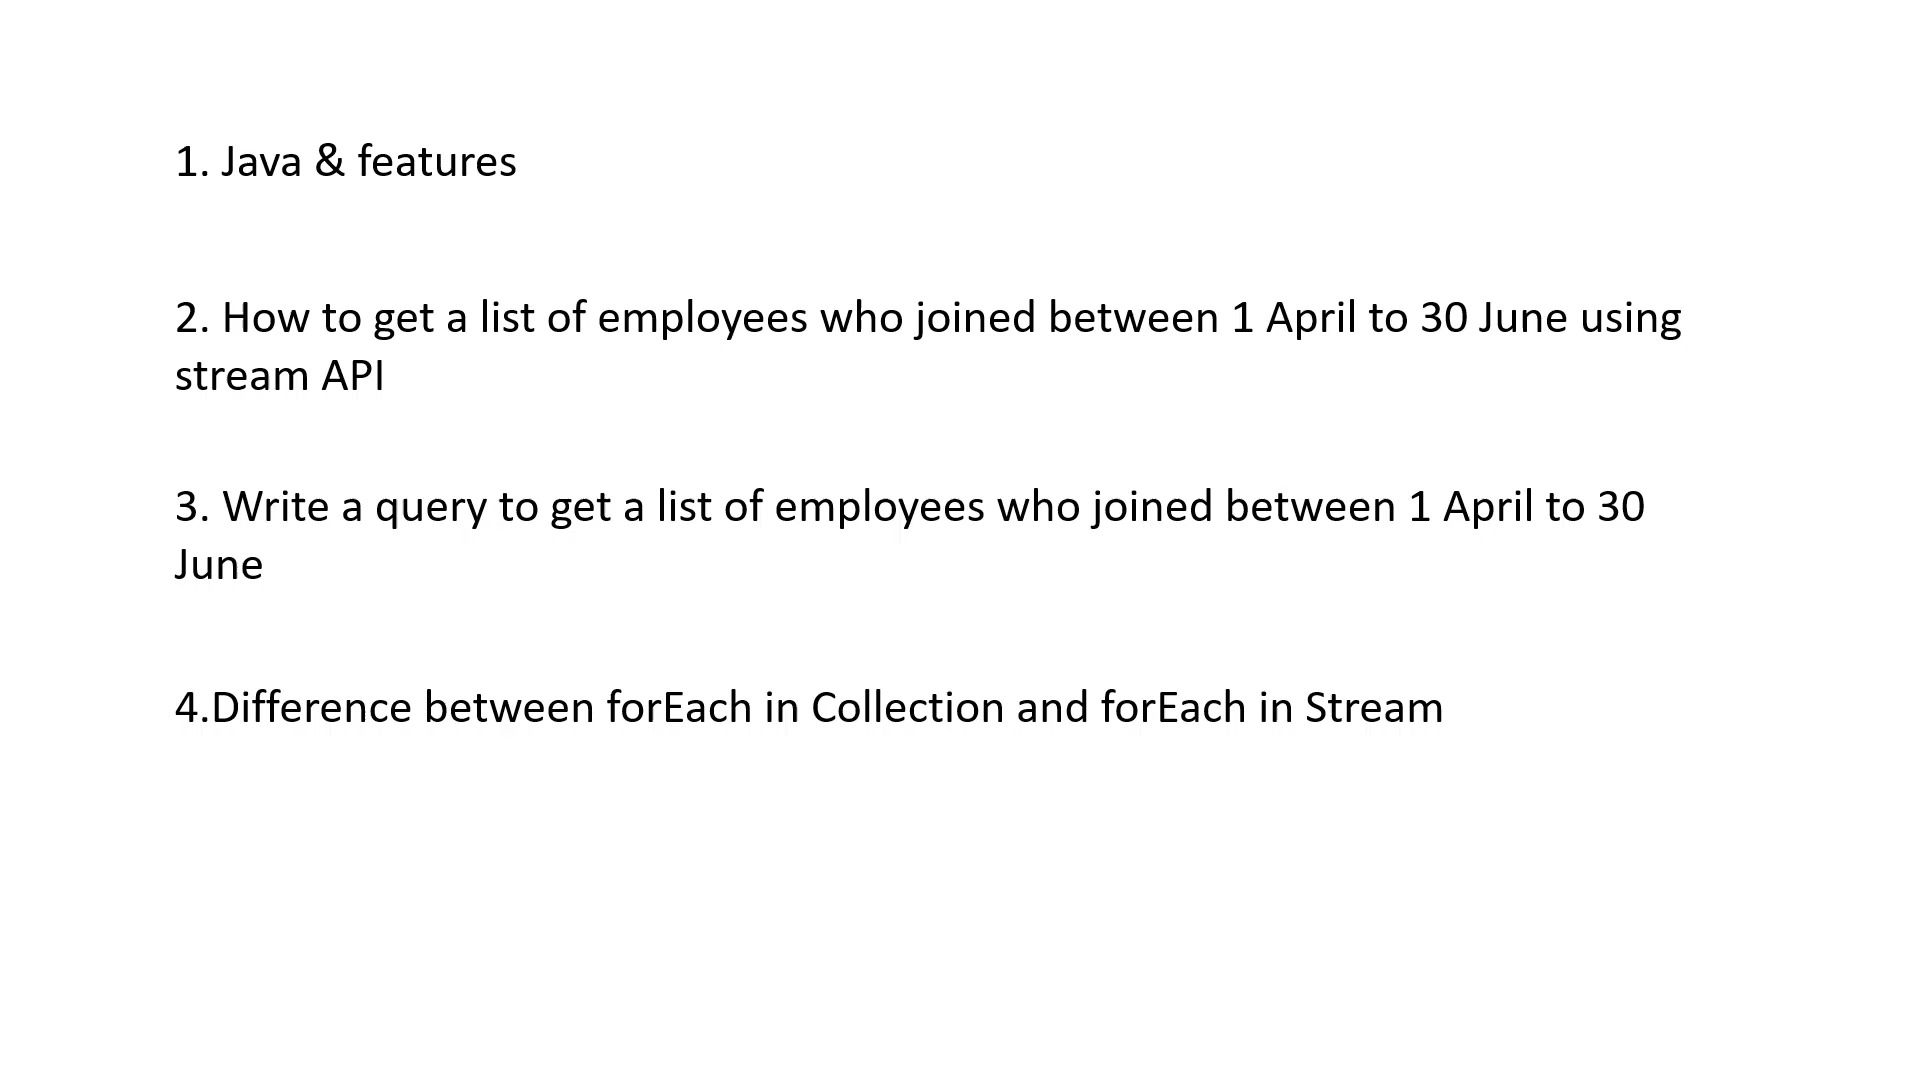 1. Java & features
2. How to get a list of employees who joined between 1 April to 30 June using
stream API
3. Write a query to get a list of employees who joined between 1 April to 30
June
4.Difference between forEach in Collection and forEach in Stream